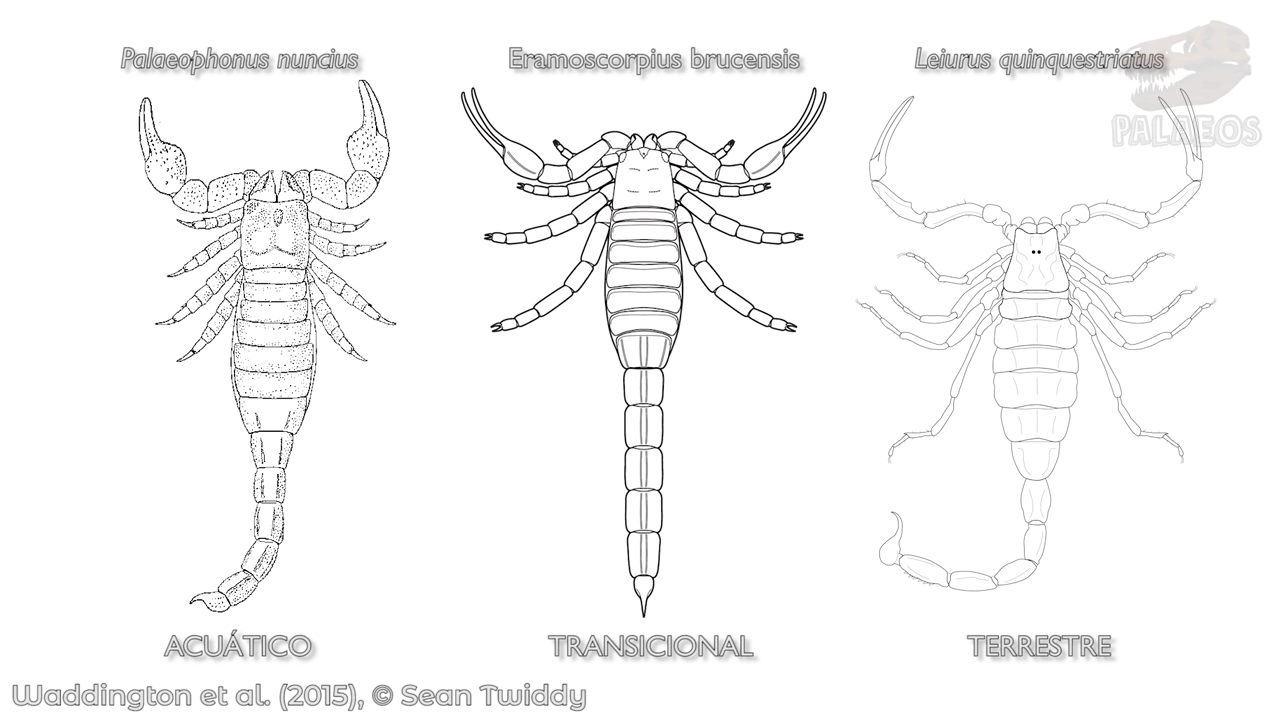 Palaeophonus nuncius
Eramoscorpius brucensis
Leiurus quinquestriatus
PALAEOS
ACUÁTICO
TRANSICIONAL
TERRESTRE
Waddington et al. (2015), © Sean Twiddy